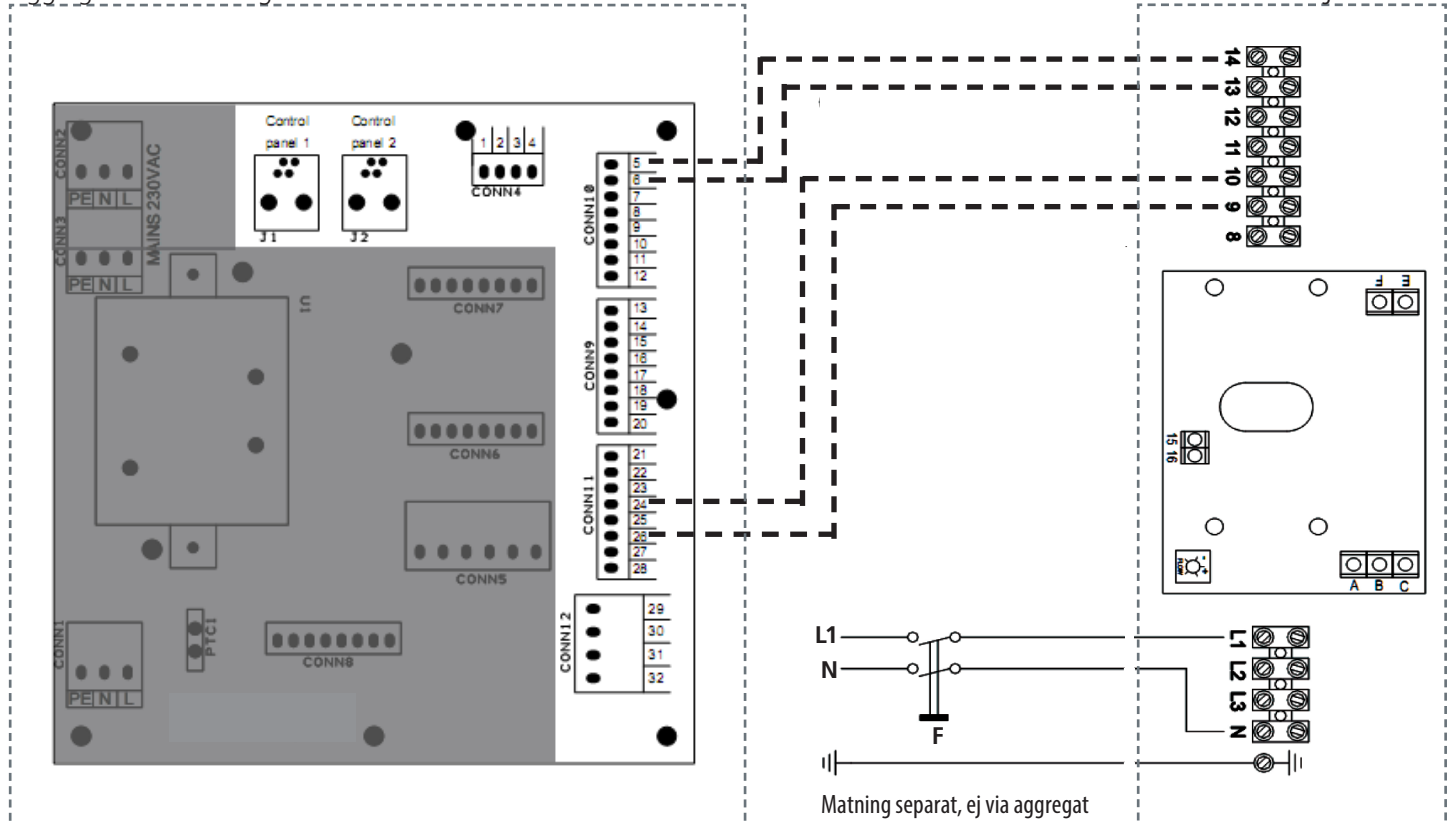 14
13
12
11
10
9
8
Control panel 1
Control panel 2
J1
J2
1 2 3 4
CONN4
CONN2
PE N L
MAINS 230VAC
CONN3
PE N L
U1
CONN10
5
6
7
8
9
10
11
12
CONN7
CONN9
13
14
15
16
17
18
19
20
CONN6
CONN11
21
22
23
24
25
26
27
28
CONN5
CONN12
29
30
31
32
CONN1
PE N L
PTC1
CONN8
F E
15
16
FLOW
- +
A B C
L1
N
F
L1
L2
L3
N
Matning separat, ej via aggregat